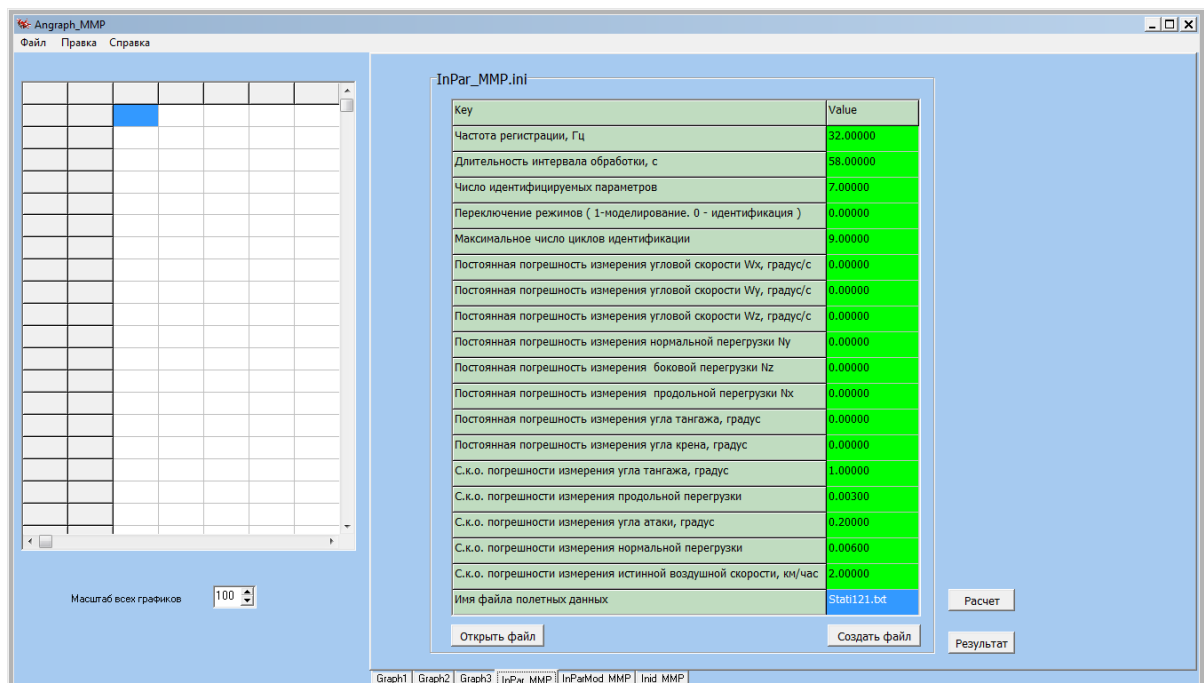 Angraph_MMP
Файл Правка Справка
InPar_MMP.ini
Key Value
Частота регистрации, Гц 32.00000
Длительность интервала обработки, с 58.00000
Число идентифицируемых параметров 7.00000
Переключение режимов ( 1-моделирование. 0 - идентификация ) 0.00000
Максимальное число циклов идентификации 9.00000
Постоянная погрешность измерения угловой скорости Wx, градус/с 0.00000
Постоянная погрешность измерения угловой скорости Wy, градус/с 0.00000
Постоянная погрешность измерения угловой скорости Wz, градус/с 0.00000
Постоянная погрешность измерения нормальной перегрузки Ny 0.00000
Постоянная погрешность измерения боковой перегрузки Nz 0.00000
Постоянная погрешность измерения продольной перегрузки Nx 0.00000
Постоянная погрешность измерения угла тангажа, градус 0.00000
Постоянная погрешность измерения угла крена, градус 0.00000
С.к.о. погрешности измерения угла тангажа, градус 1.00000
С.к.о. погрешности измерения продольной перегрузки 0.00300
С.к.о. погрешности измерения угла атаки, градус 0.20000
С.к.о. погрешности измерения нормальной перегрузки 0.00600
С.к.о. погрешности измерения истинной воздушной скорости, км/час 2.00000
Имя файла полетных данных Stati121.txt
Масштаб всех графиков 100
Расчет
Открыть файл Создать файл
Результат
Graph1 Graph2 Graph3 InPar_MMP InParMod_MMP Inid_MMP